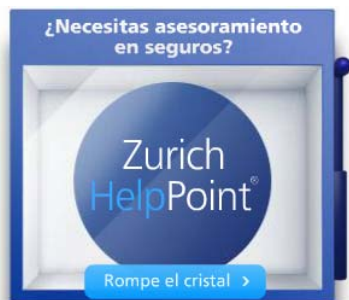 ¿Necesitas asesoramiento
en seguros?
Zurich
HelpPoint®
Rompe el cristal >